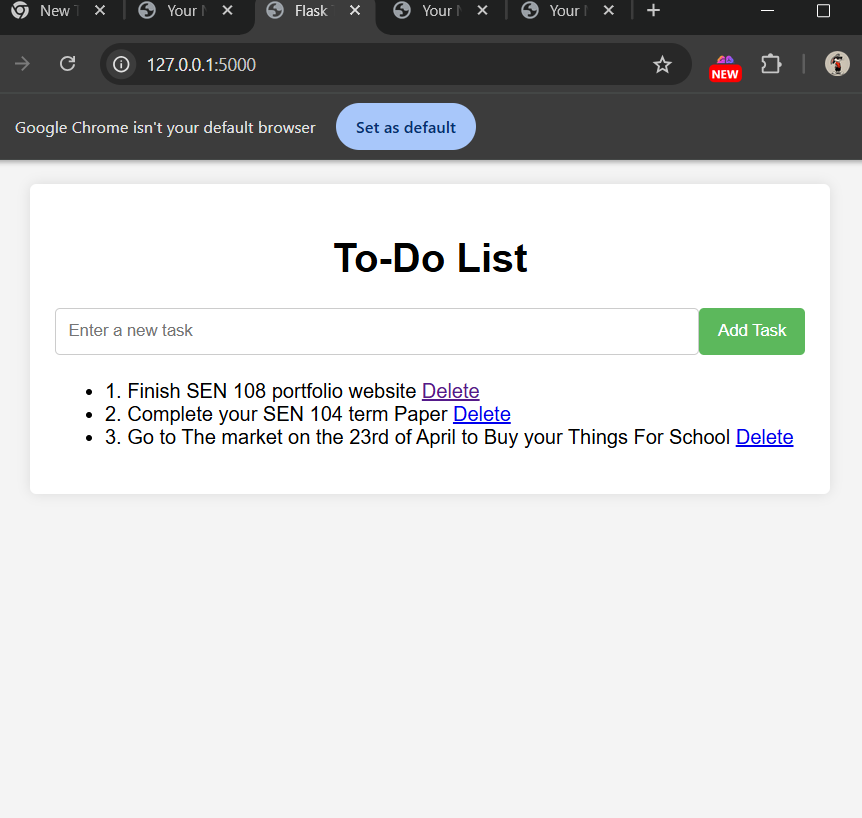 New T
Your N
Flask
Your N
Your N
127.0.0.1:5000
NEW
Google Chrome isn't your default browser
Set as default
To-Do List
Enter a new task
Add Task
1. Finish SEN 108 portfolio website Delete
2. Complete your SEN 104 term Paper Delete
3. Go to The market on the 23rd of April to Buy your Things For School Delete